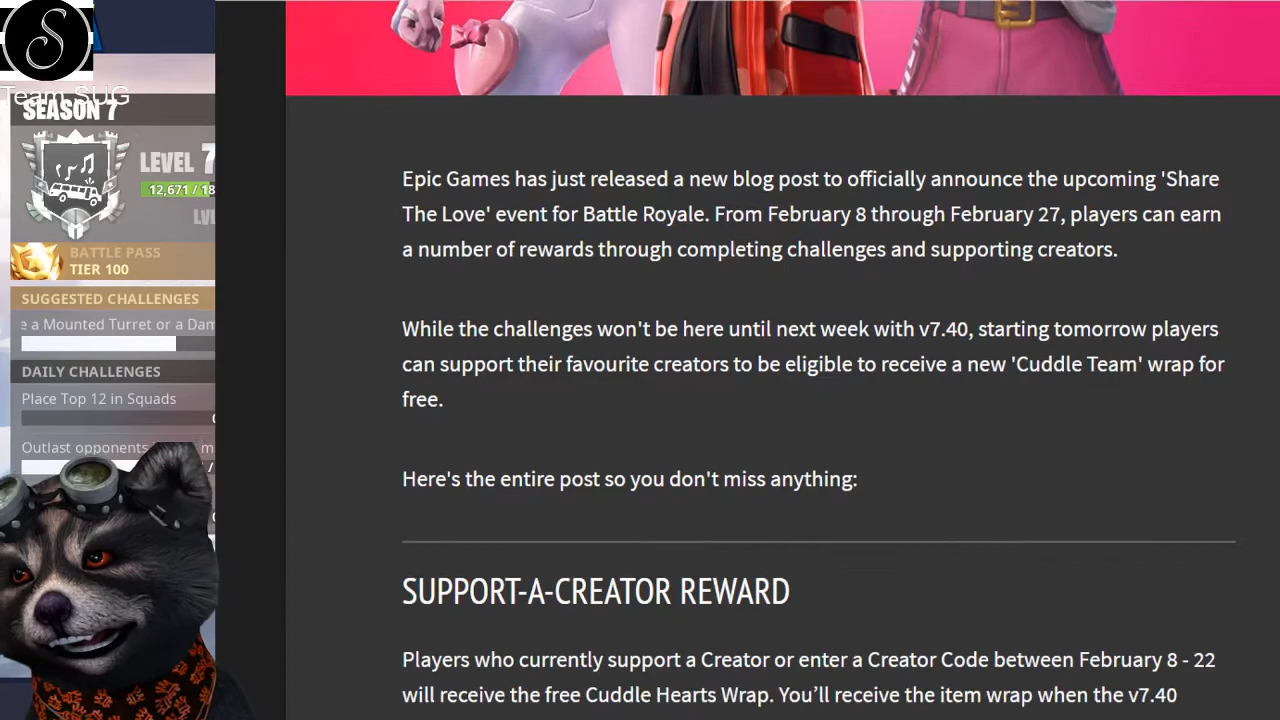 S
Team SUG
SEASON 7
LEVEL 7
12,671 / 18
LV
BATTLE PASS
TIER 100
SUGGESTED CHALLENGES
e a Mounted Turret or a Dam
DAILY CHALLENGES
Place Top 12 in Squads
Outlast opponents
Epic Games has just released a new blog post to officially announce the upcoming 'Share
The Love' event for Battle Royale. From February 8 through February 27, players can earn
a number of rewards through completing challenges and supporting creators.
While the challenges won't be here until next week with v7.40, starting tomorrow players
can support their favourite creators to be eligible to receive a new 'Cuddle Team' wrap for
free.
Here's the entire post so you don't miss anything:
SUPPORT-A-CREATOR REWARD
Players who currently support a Creator or enter a Creator Code between February 8 - 22
will receive the free Cuddle Hearts Wrap. You’ll receive the item wrap when the v7.40